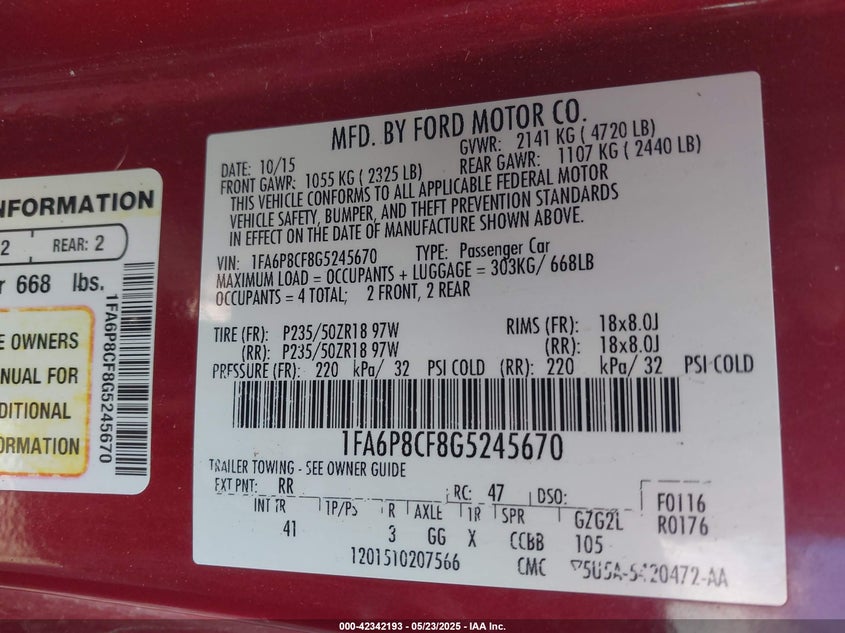 NFORMATION
2 REAR: 2
r 668 lbs.
E OWNERS
NUAL FOR
DITIONAL
ORMATION
1FA6P8CF8G5245670
MFD. BY FORD MOTOR CO.
DATE: 10/15 GVWR: 2141 KG ( 4720 LB)
FRONT GAWR: 1055 KG ( 2325 LB) REAR GAWR: 1107 KG ( 2440 LB)
THIS VEHICLE CONFORMS TO ALL APPLICABLE FEDERAL MOTOR
VEHICLE SAFETY, BUMPER, AND THEFT PREVENTION STANDARDS
IN EFFECT ON THE DATE OF MANUFACTURE SHOWN ABOVE.
VIN: 1FA6P8CF8G5245670 TYPE: Passenger Car
MAXIMUM LOAD = OCCUPANTS + LUGGAGE = 303KG/ 668LB
OCCUPANTS = 4 TOTAL; 2 FRONT, 2 REAR
TIRE (FR): P235/50ZR18 97W RIMS (FR): 18x8.0J
(RR): P235/50ZR18 97W (RR): 18x8.0J
PRESSURE (FR): 220 kPa/ 32 PSI COLD (RR): 220 kPa/ 32 PSI COLD
1FA6P8CF8G5245670
TRAILER TOWING - SEE OWNER GUIDE
EXT PNT: RR RC: 47 DSO: F0116
INT TR TP/PS R AXLE TR SPR GZG2L R0176
41 3 GG X CCBB 105
1201510207566 CMC
000-42342193 - 05/23/2025 - IAA Inc.